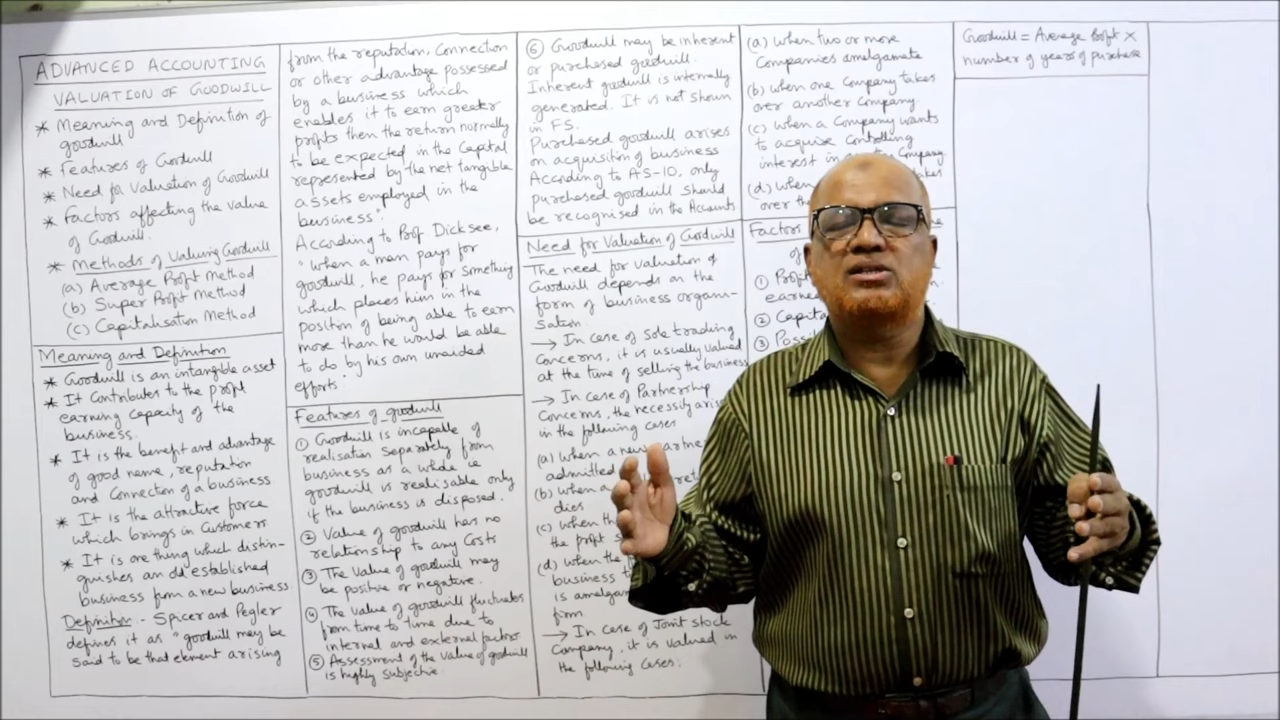 ADVANCED ACCOUNTING
VALUATION OF GOODWILL
* Meaning and Definition of
goodwill
* Features of Goodwill
* Need for Valuation of Goodwill
* Factors affecting the value
of Goodwill.
* Methods of Valuing Goodwill
(a) Average Profit Method
(b) Super Profit Method
(c) Capitalisation Method
Meaning and Definition
* Goodwill is an intangible asset
* It Contributes to the profit
earning capacity of the
business.
* It is the benefit and advantage
of good name, reputation
and Connection of a business
* It is the attractive force
which brings in Customers
* It is one thing which distin-
guishes an old established
business from a new business
Definition - Spicer and Pegler
defines it as "goodwill may be
said to be that element arising
from the reputation, Connection
or other advantage possessed
by a business which
enables it to earn greater
profits then the return normally
to be expected in the Capital
represented by the net tangible
assets employed in the
business".
According to Prof Dicksee,
"when a man pays for
goodwill, he pays for something
which places him in the
position of being able to earn
more than he would be able
to do by his own unaided
efforts"
Features of goodwill
① Goodwill is incapable of
realisation separately from
business as a whole ie
goodwill is realisable only
if the business is disposed.
② Value of goodwill has no
relationship to any Costs
③ The value of goodwill may
be positive or negative.
④ The value of goodwill fluctuates
from time to time due to
internal and external factors
⑤ Assessment of the value of goodwill
is highly subjective.
⑥ Goodwill may be inherent
or purchased goodwill.
Inherent goodwill is internally
generated. It is not shown
in FS.
Purchased goodwill arises
on acquisition of business
According to AS-10, only
purchased goodwill should
be recognised in the Accounts
Need for Valuation of Goodwill
The need for valuation of
Goodwill depends on the
form of business organi-
sation
→ In case of Sole trading
Concerns, it is usually valued
at the time of selling the business
→ In case of Partnership
Concerns, the necessity
in the following cases
(a) when a new
admitted
(b) when a
dies
(c) when
the profit
(d) when the
business
is
firm.
→ In case of Joint stock
Company, it is valued in
the following Cases:
(a) when two or more
Companies amalgamate
(b) when one Company takes
over another Company
(c) when a Company wants
to acquire Controlling
interest in Company
(d) when
over
Factors
of
①
②
③
Goodwill = Average Profit ×
number of years of purchase